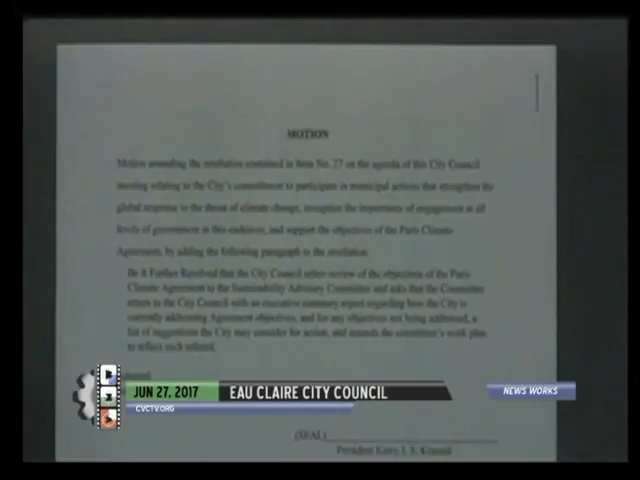 MOTION
Motion amending the resolution contained in Item No. 27 on the agenda of this City Council
meeting relating to the City's commitment to participate in municipal actions that strengthen the
global response to the threat of climate change, recognize the importance of engagement at all
levels of government in this endeavor, and support the objectives of the Paris Climate
Agreement, by adding the following paragraph to the resolution:
Be It Further Resolved that the City Council refers review of the objectives of the Paris
Climate Agreement to the Sustainability Advisory Committee and asks that the Committee
return to the City Council with an executive summary report regarding how the City is
currently addressing Agreement objectives, and for any objectives not being addressed, a
list of suggestions the City may consider for action, and amends the committee's work plan
to reflect such referral.
JUN 27, 2017
EAU CLAIRE CITY COUNCIL
NEWS WORKS
CVCTV.ORG
(SEAL)
President Kerry J. S.